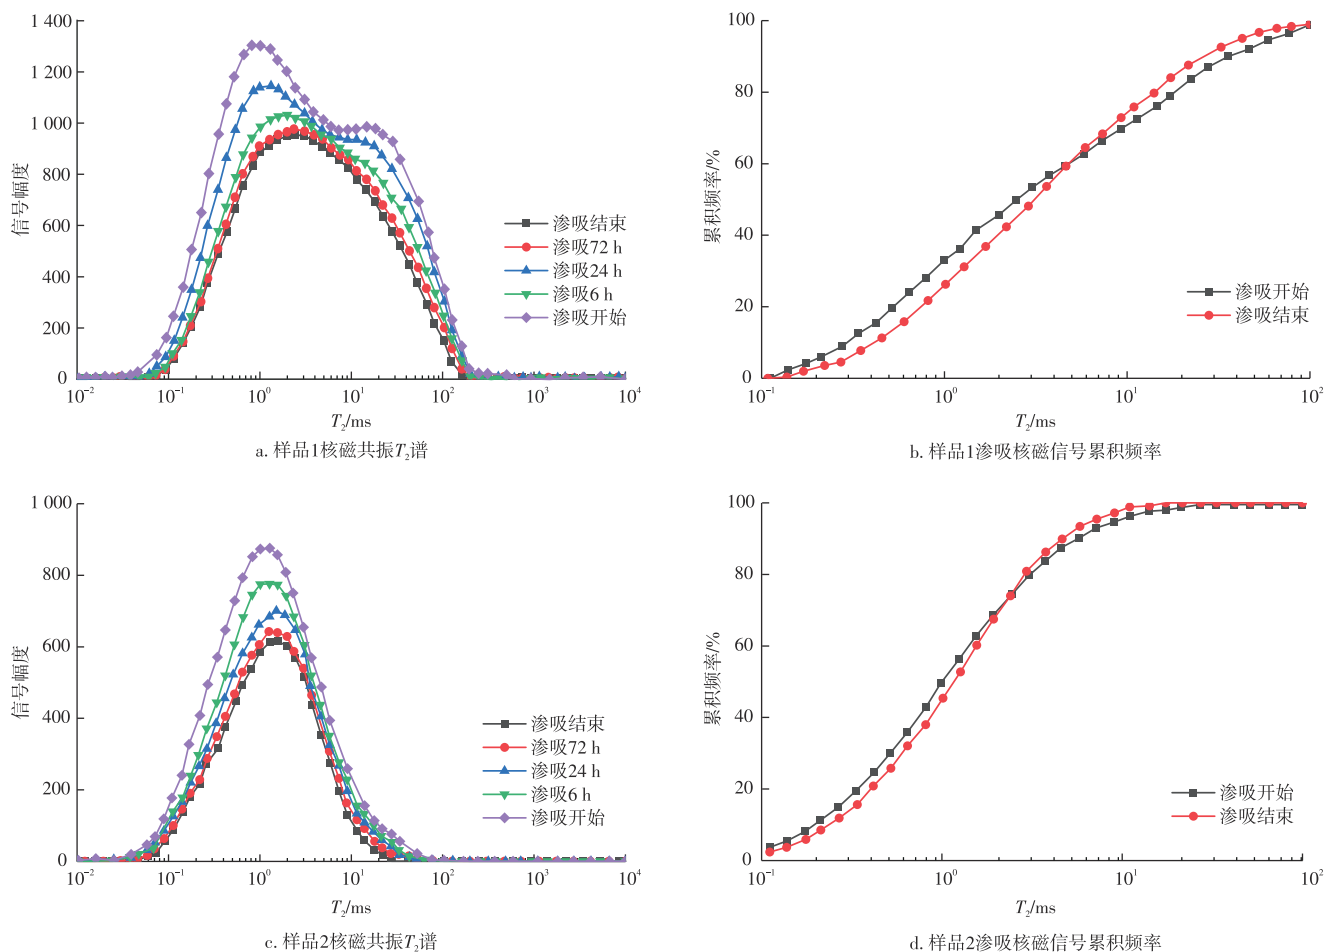 1 400
1 200
1 000
800
600
400
200
0
信号幅度
渗吸结束
渗吸72 h
渗吸24 h
渗吸6 h
渗吸开始
10⁻² 10⁻¹ 10⁰ 10¹ 10² 10³ 10⁴
T₂/ms
a. 样品1核磁共振T₂谱
100
80
60
40
20
0
累积频率/%
渗吸开始
渗吸结束
10⁻¹ 10⁰ 10¹ 10²
T₂/ms
b. 样品1渗吸核磁信号累积频率
1 000
800
600
400
200
0
信号幅度
渗吸结束
渗吸72 h
渗吸24 h
渗吸6 h
渗吸开始
10⁻² 10⁻¹ 10⁰ 10¹ 10² 10³ 10⁴
T₂/ms
c. 样品2核磁共振T₂谱
100
80
60
40
20
0
累积频率/%
渗吸开始
渗吸结束
10⁻¹ 10⁰ 10¹ 10²
T₂/ms
d. 样品2渗吸核磁信号累积频率